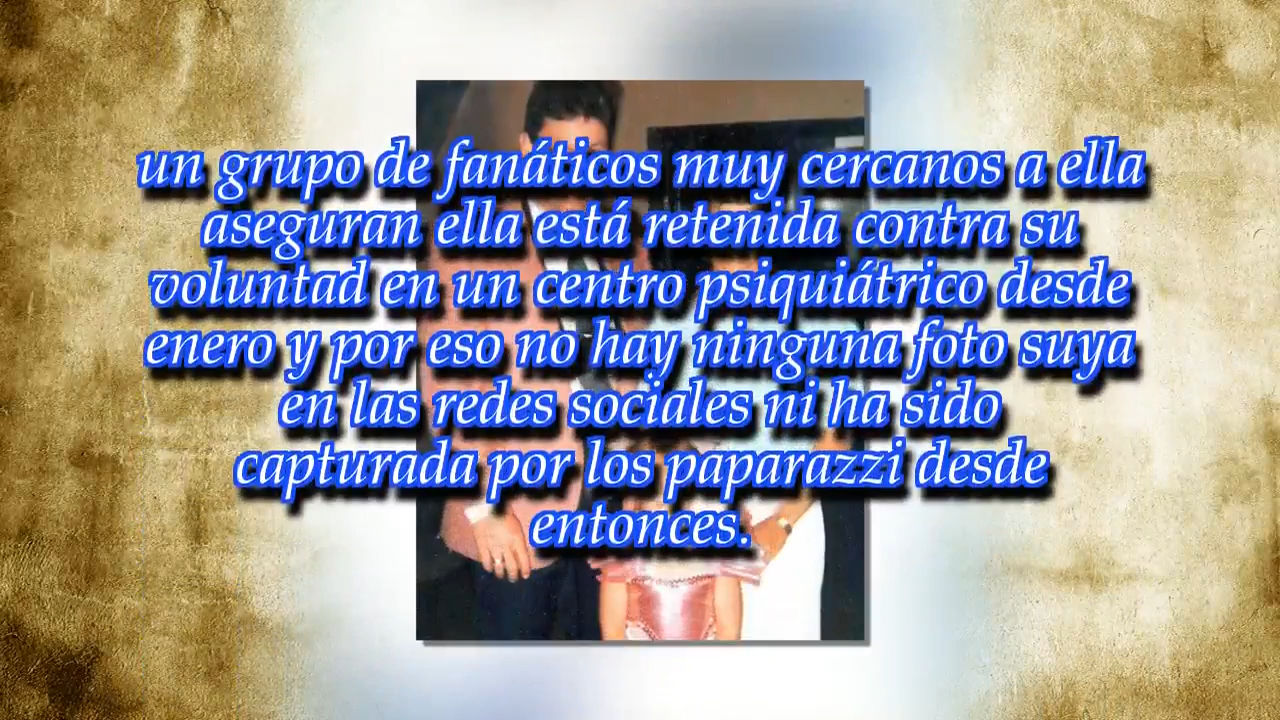 un grupo de fanáticos muy cercanos a ella
aseguran ella está retenida contra su
voluntad en un centro psiquiátrico desde
enero y por eso no hay ninguna foto suya
en las redes sociales ni ha sido
capturada por los paparazzi desde
entonces.